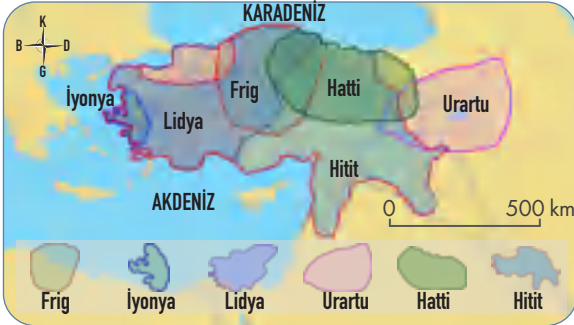 KARADENİZ
K
B D
G
İyonya
Lidya
Frig
Hatti
Urartu
Hitit
AKDENİZ
0 500 km
Frig İyonya Lidya Urartu Hatti Hitit